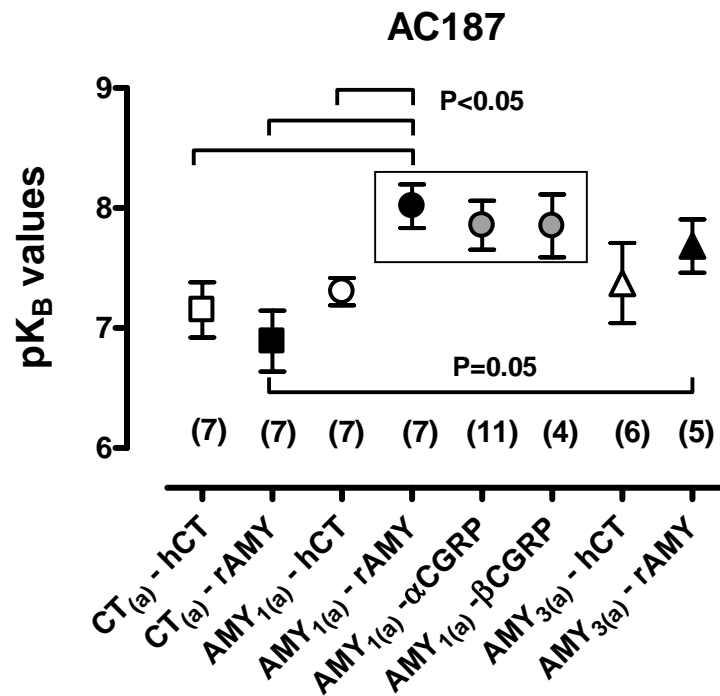 AC187
9
P<0.05
8
pK_B values
7
P=0.05
(7) (7) (7) (7) (11) (4) (6) (5)
6
CT(a) - hCT
CT(a) - rAMY
AMY1(a) - hCT
AMY1(a) - rAMY
AMY1(a) -αCGRP
AMY1(a) -βCGRP
AMY3(a) - hCT
AMY3(a) - rAMY